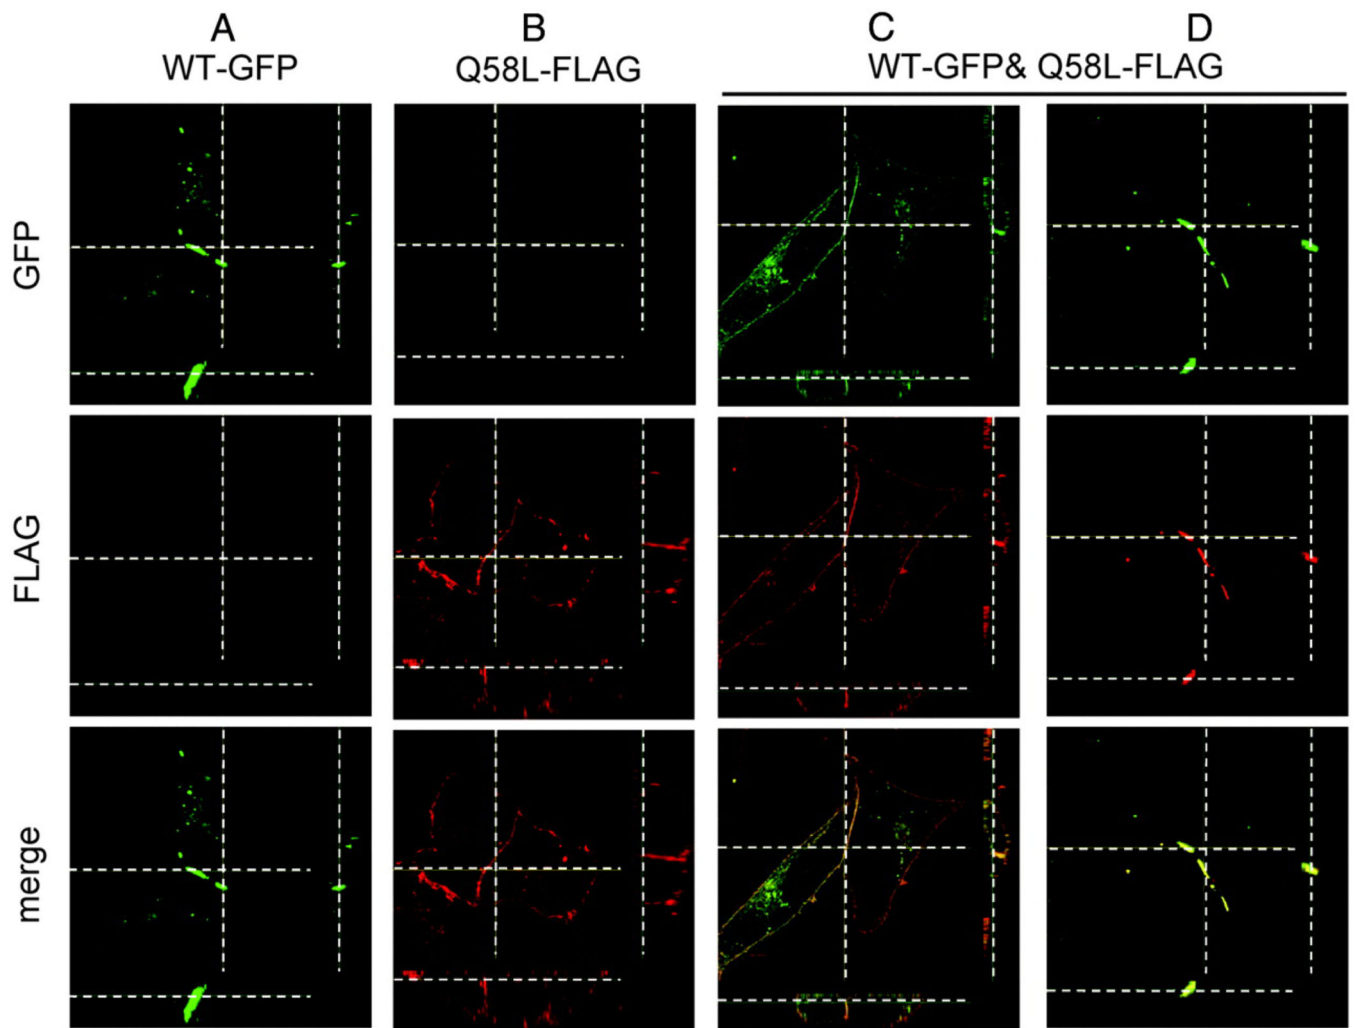 A B C D
WT-GFP Q58L-FLAG WT-GFP& Q58L-FLAG
GFP
FLAG
merge